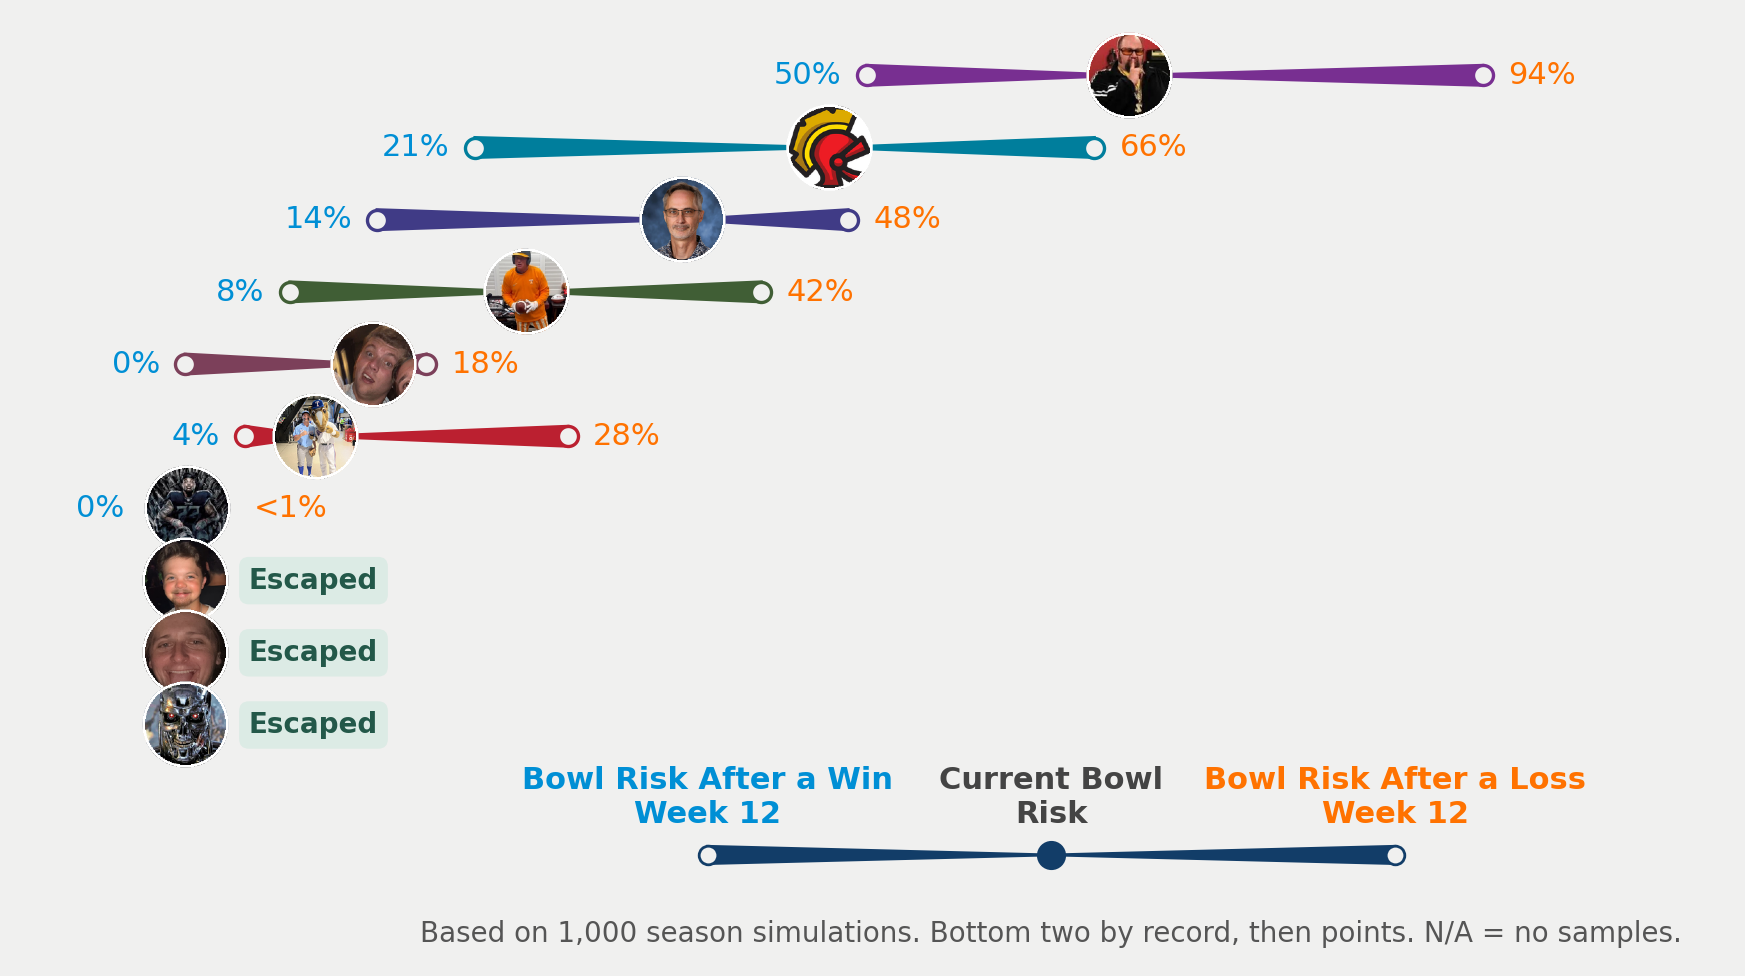 50% 94%
21% 66%
14% 48%
8% 42%
0% 18%
4% 28%
0% <1%
Escaped
Escaped
Escaped
Bowl Risk After a Win
Week 12
Current Bowl
Risk
Bowl Risk After a Loss
Week 12
Based on 1,000 season simulations. Bottom two by record, then points. N/A = no samples.